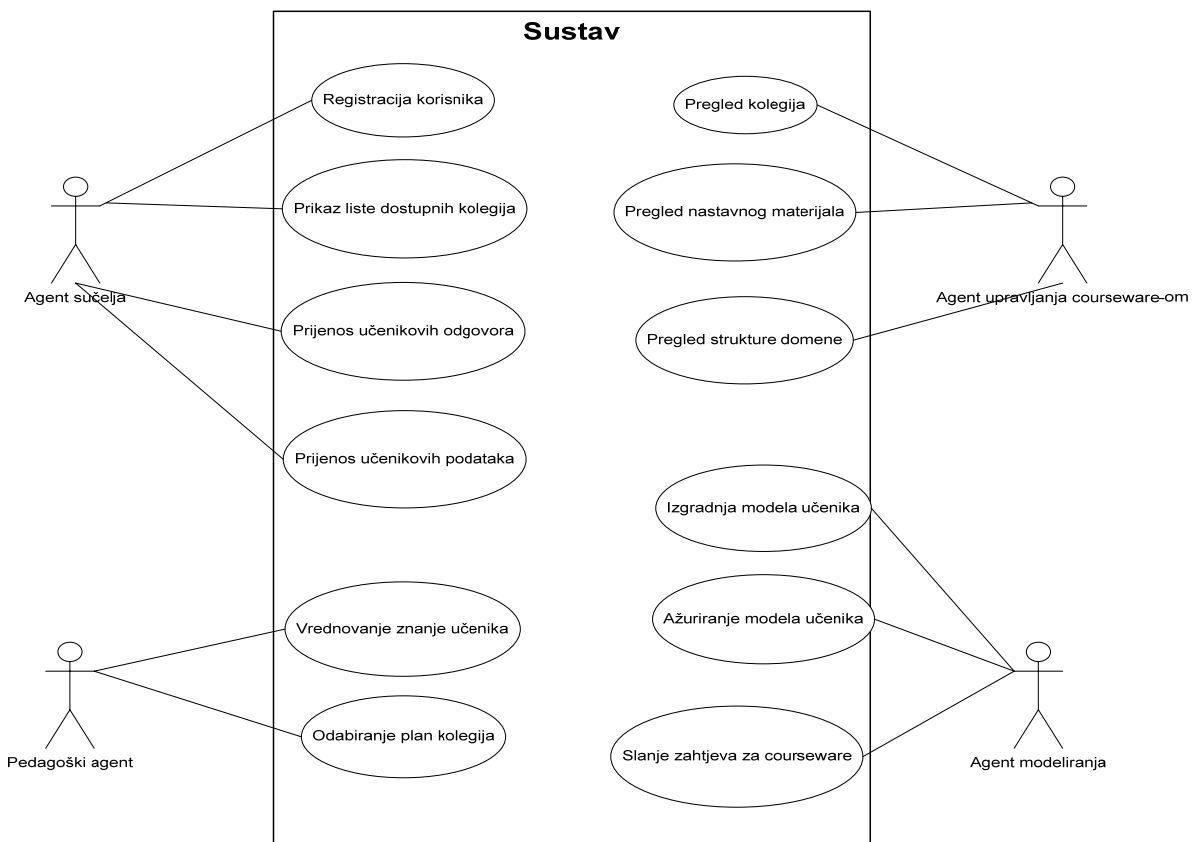 Sustav
Registracija korisnika
Prikaz liste dostupnih kolegija
Agent sučelja
Prijenos učenikovih odgovora
Prijenos učenikovih podataka
Vrednovanje znanje učenika
Odabiranje plan kolegija
Pedagoški agent
Pregled kolegija
Pregled nastavnog materijala
Agent upravljanja courseware-om
Pregled strukture domene
Izgradnja modela učenika
Ažuriranje modela učenika
Slanje zahtjeva za courseware
Agent modeliranja